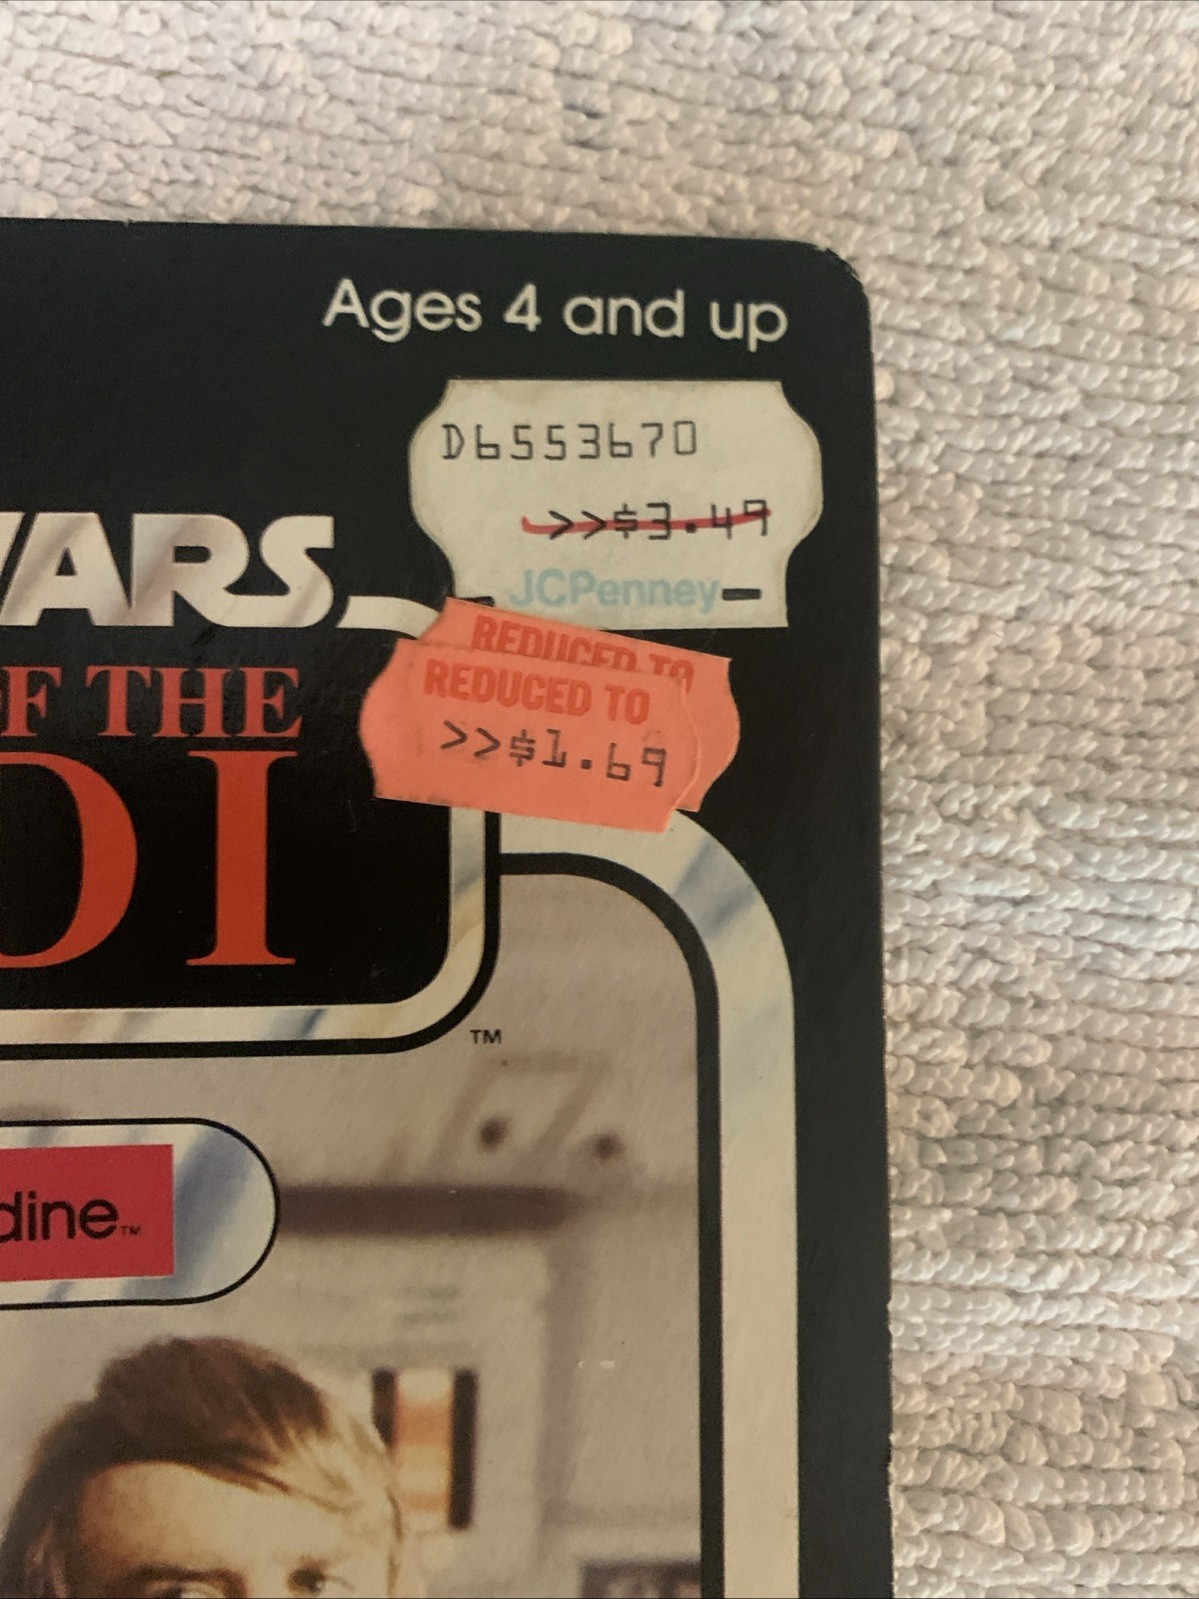 Ages 4 and up
D6553670
>>$3.49
JCPenney
REDUCED TO
REDUCED TO
>>$1.69
WARS
OF THE
DI
TM
dine TM